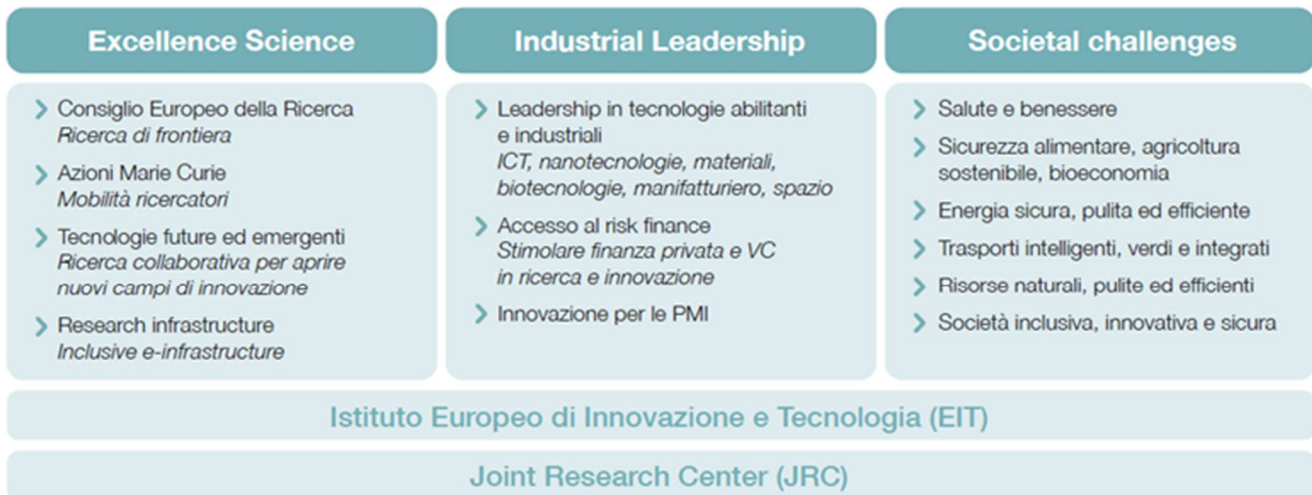 Excellence Science
Consiglio Europeo della Ricerca
Ricerca di frontiera
Azioni Marie Curie
Mobilità ricercatori
Tecnologie future ed emergenti
Ricerca collaborativa per aprire
nuovi campi di innovazione
Research infrastructure
Inclusive e-infrastructure
Industrial Leadership
Leadership in tecnologie abilitanti
e industriali
ICT, nanotecnologie, materiali,
biotecnologie, manifatturiero, spazio
Accesso al risk finance
Stimolare finanza privata e VC
in ricerca e innovazione
Innovazione per le PMI
Societal challenges
Salute e benessere
Sicurezza alimentare, agricoltura
sostenibile, bioeconomia
Energia sicura, pulita ed efficiente
Trasporti intelligenti, verdi e integrati
Risorse naturali, pulite ed efficienti
Società inclusiva, innovativa e sicura
Istituto Europeo di Innovazione e Tecnologia (EIT)
Joint Research Center (JRC)